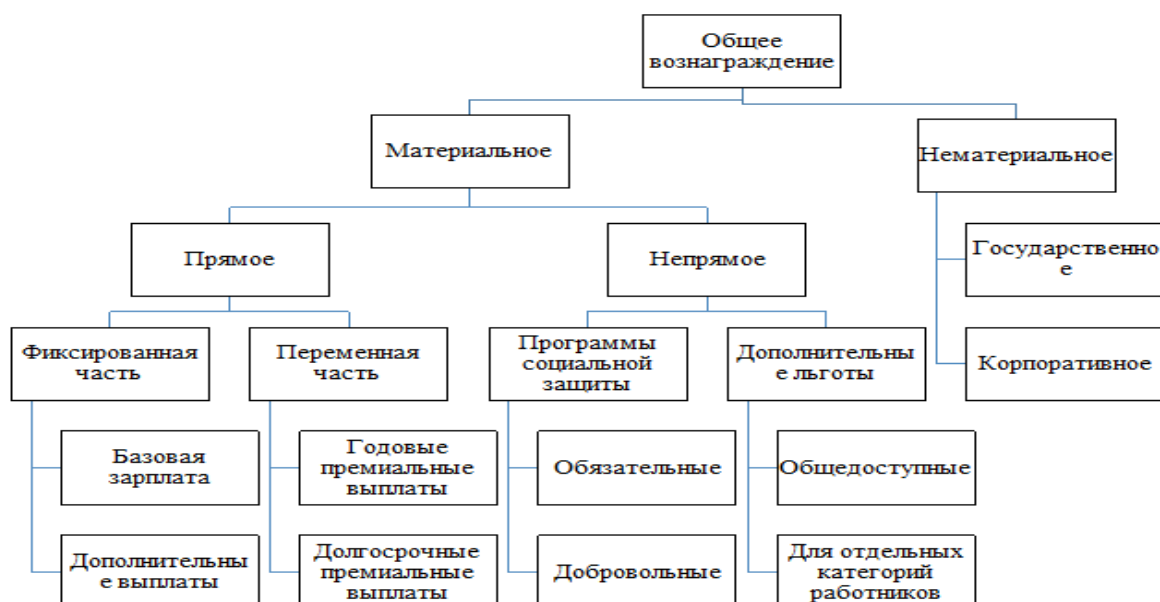 Общее
вознаграждение
Материальное
Нематериальное
Прямое
Непрямое
Государственно
е
Фиксированная
часть
Переменная
часть
Программы
социальной
защиты
Дополнительны
е льготы
Корпоративное
Базовая
зарплата
Годовые
премиальные
выплаты
Обязательные
Общедоступные
Дополнительны
е выплаты
Долгосрочные
премиальные
выплаты
Добровольные
Для отдельных
категорий
работников